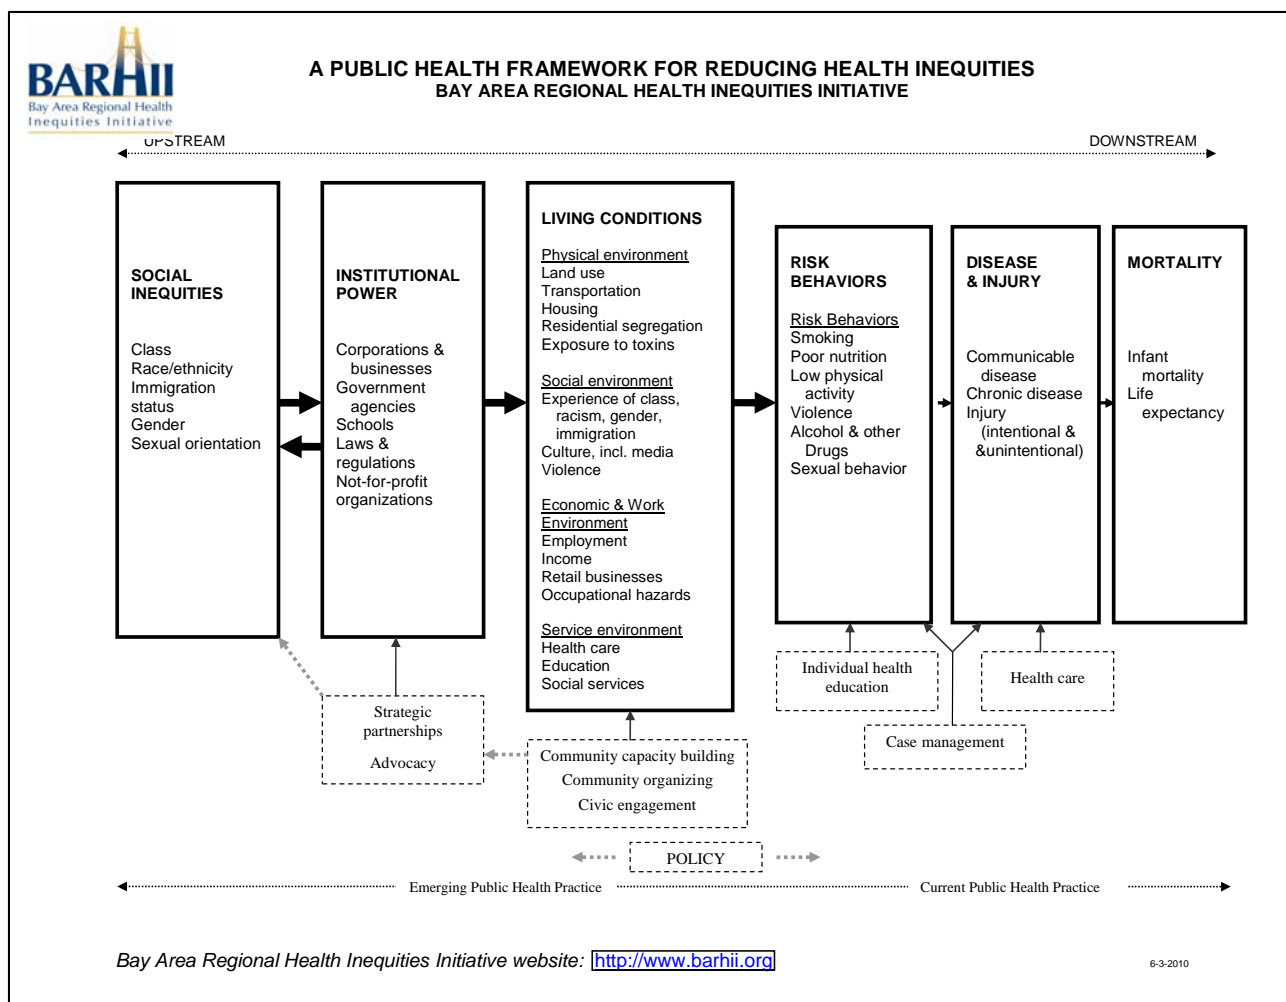 BARHII
Bay Area Regional Health
Inequities Initiative
A PUBLIC HEALTH FRAMEWORK FOR REDUCING HEALTH INEQUITIES
BAY AREA REGIONAL HEALTH INEQUITIES INITIATIVE
UPSTREAM
DOWNSTREAM
SOCIAL
INEQUITIES
Class
Race/ethnicity
Immigration
status
Gender
Sexual orientation
INSTITUTIONAL
POWER
Corporations &
businesses
Government
agencies
Schools
Laws &
regulations
Not-for-profit
organizations
LIVING CONDITIONS
Physical environment
Land use
Transportation
Housing
Residential segregation
Exposure to toxins
Social environment
Experience of class,
racism, gender,
immigration
Culture, incl. media
Violence
Economic & Work
Environment
Employment
Income
Retail businesses
Occupational hazards
Service environment
Health care
Education
Social services
RISK
BEHAVIORS
Risk Behaviors
Smoking
Poor nutrition
Low physical
activity
Violence
Alcohol & other
Drugs
Sexual behavior
DISEASE
& INJURY
Communicable
disease
Chronic disease
Injury
(intentional &
&unintentional)
MORTALITY
Infant
mortality
Life
expectancy
Strategic
partnerships
Advocacy
Community capacity building
Community organizing
Civic engagement
Individual health
education
Case management
Health care
POLICY
Emerging Public Health Practice
Current Public Health Practice
Bay Area Regional Health Inequities Initiative website: http://www.barhii.org
6-3-2010